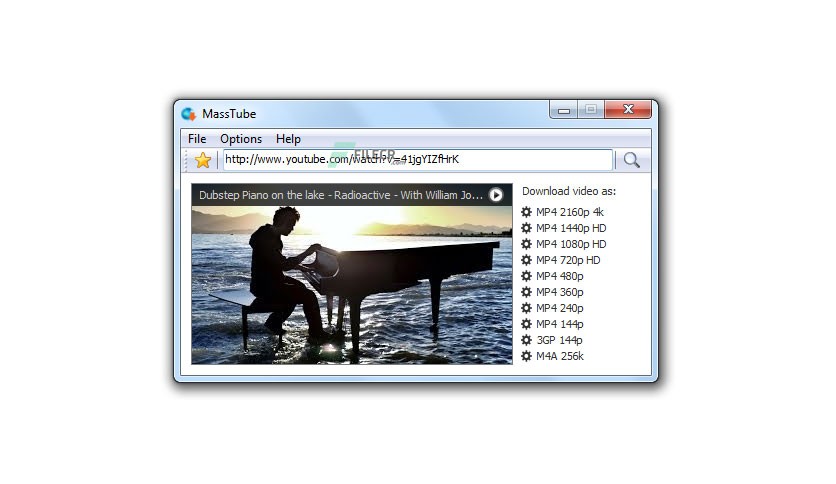 MassTube
File Options Help
http://www.youtube.com/watch?v=41jgYIZfHrK
FILECR
.com
Dubstep Piano on the lake - Radioactive - With William Jo...
Download video as:
MP4 2160p 4k
MP4 1440p HD
MP4 1080p HD
MP4 720p HD
MP4 480p
MP4 360p
MP4 240p
MP4 144p
3GP 144p
M4A 256k